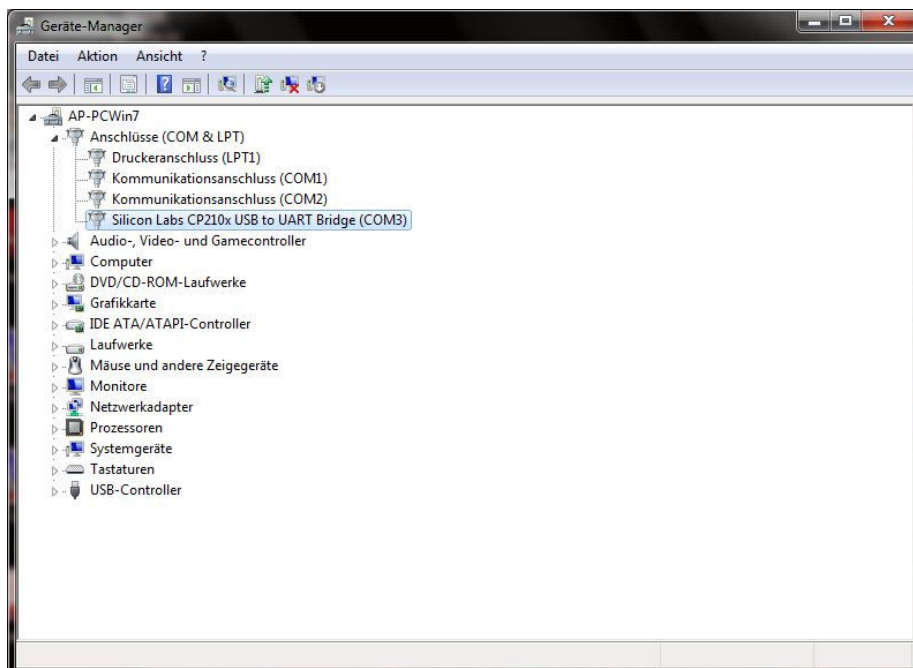 Geräte-Manager
Datei Aktion Ansicht ?
AP-PCWin7
Anschlüsse (COM & LPT)
Druckeranschluss (LPT1)
Kommunikationsanschluss (COM1)
Kommunikationsanschluss (COM2)
Silicon Labs CP210x USB to UART Bridge (COM3)
Audio-, Video- und Gamecontroller
Computer
DVD/CD-ROM-Laufwerke
Grafikkarte
IDE ATA/ATAPI-Controller
Laufwerke
Mäuse und andere Zeigegeräte
Monitore
Netzwerkadapter
Prozessoren
Systemgeräte
Tastaturen
USB-Controller